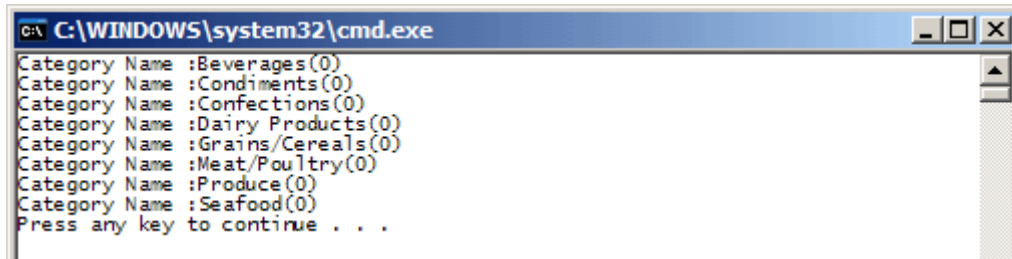 C:\WINDOWS\system32\cmd.exe
Category Name :Beverages(0)
Category Name :Condiments(0)
Category Name :Confections(0)
Category Name :Dairy Products(0)
Category Name :Grains/Cereals(0)
Category Name :Meat/Poultry(0)
Category Name :Produce(0)
Category Name :Seafood(0)
Press any key to continue . . .